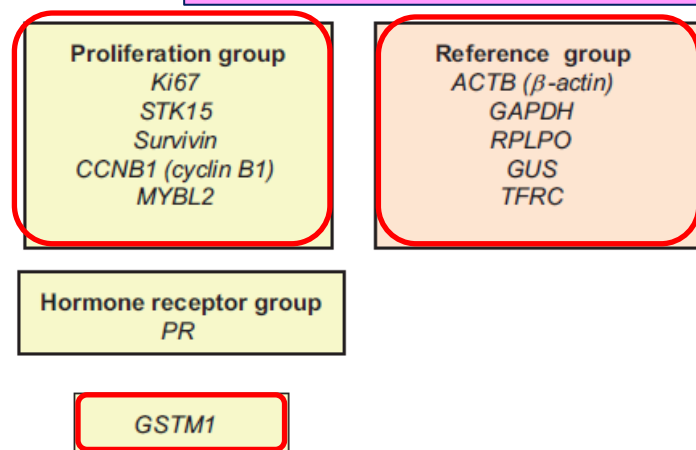 Proliferation group
Ki67
STK15
Survivin
CCNB1 (cyclin B1)
MYBL2
Reference group
ACTB (β-actin)
GAPDH
RPLPO
GUS
TFRC
Hormone receptor group
PR
GSTM1